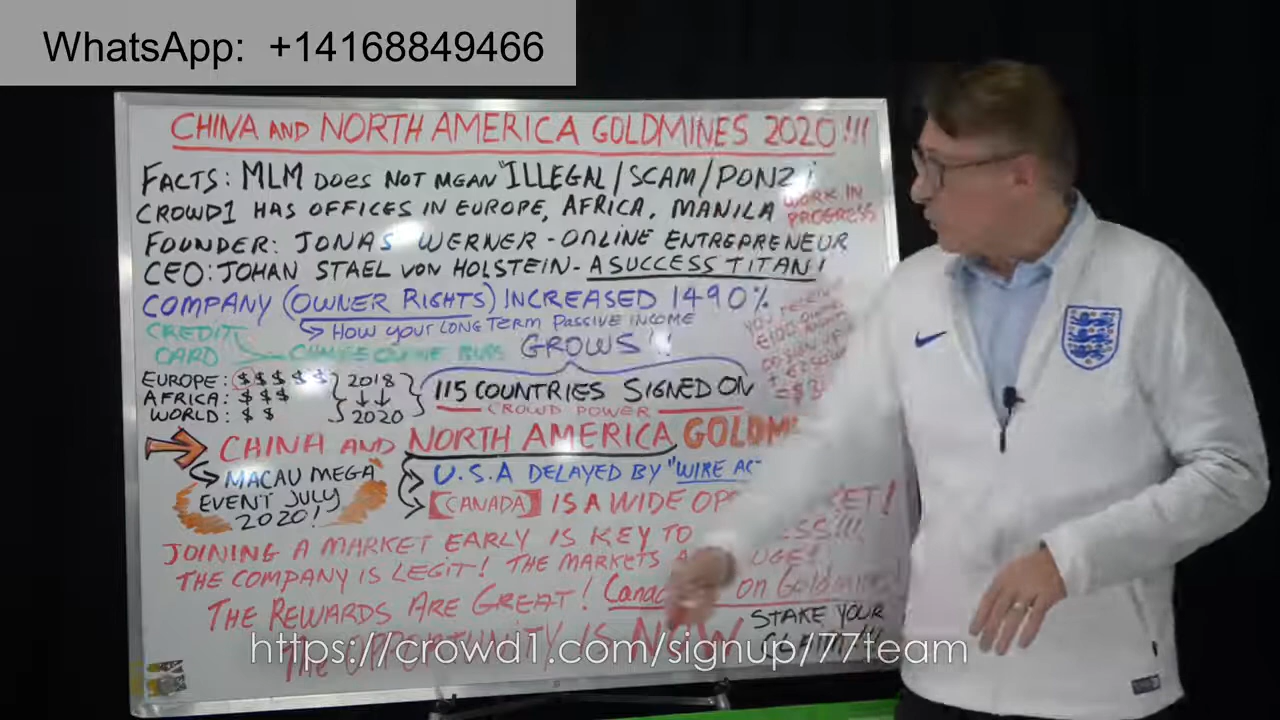 WhatsApp: +14168849466
CHINA AND NORTH AMERICA GOLDMINES 2020!!!
FACTS: MLM DOES NOT MEAN "ILLEGAL/SCAM/PONZI
CROWD1 HAS OFFICES IN EUROPE, AFRICA, MANILA
WORK IN PROGRESS
FOUNDER: JONAS WERNER - ONLINE ENTREPRENEUR
CEO: JOHAN STAEL VON HOLSTEIN - A SUCCESS TITAN!
COMPANY (OWNER RIGHTS) INCREASED 1490%
HOW YOUR LONG TERM PASSIVE INCOME
GROWS!!
CREDIT
CARD
EUROPE: $ $ $ $ $
AFRICA: $ $ $
WORLD: $ $
2018
2020
115 COUNTRIES SIGNED ON
CROWD POWER
CHINA AND NORTH AMERICA
U.S.A DELAYED BY "WIRE
MACAU MEGA
EVENT JULY
2020!
CANADA IS A WIDE
JOINING A MARKET EARLY IS KEY TO
THE COMPANY IS LEGIT! THE MARKETS
THE REWARDS ARE GREAT! on
STAKE YOUR
THE OPPORTUNITY IS NOW
https://crowd1.com/signup/77team